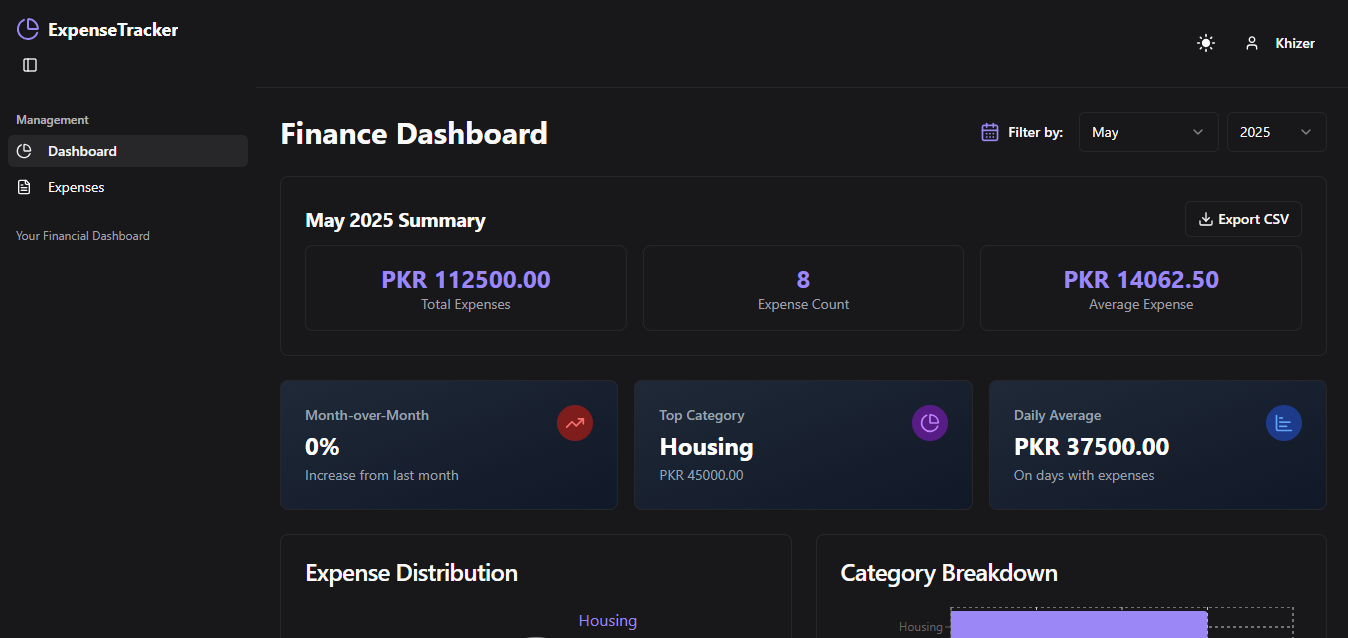 ExpenseTracker
Khizer
Management
Dashboard
Expenses
Your Financial Dashboard
Finance Dashboard
Filter by:
May
2025
May 2025 Summary
Export CSV
PKR 112500.00
Total Expenses
8
Expense Count
PKR 14062.50
Average Expense
Month-over-Month
0%
Increase from last month
Top Category
Housing
PKR 45000.00
Daily Average
PKR 37500.00
On days with expenses
Expense Distribution
Housing
Category Breakdown
Housing